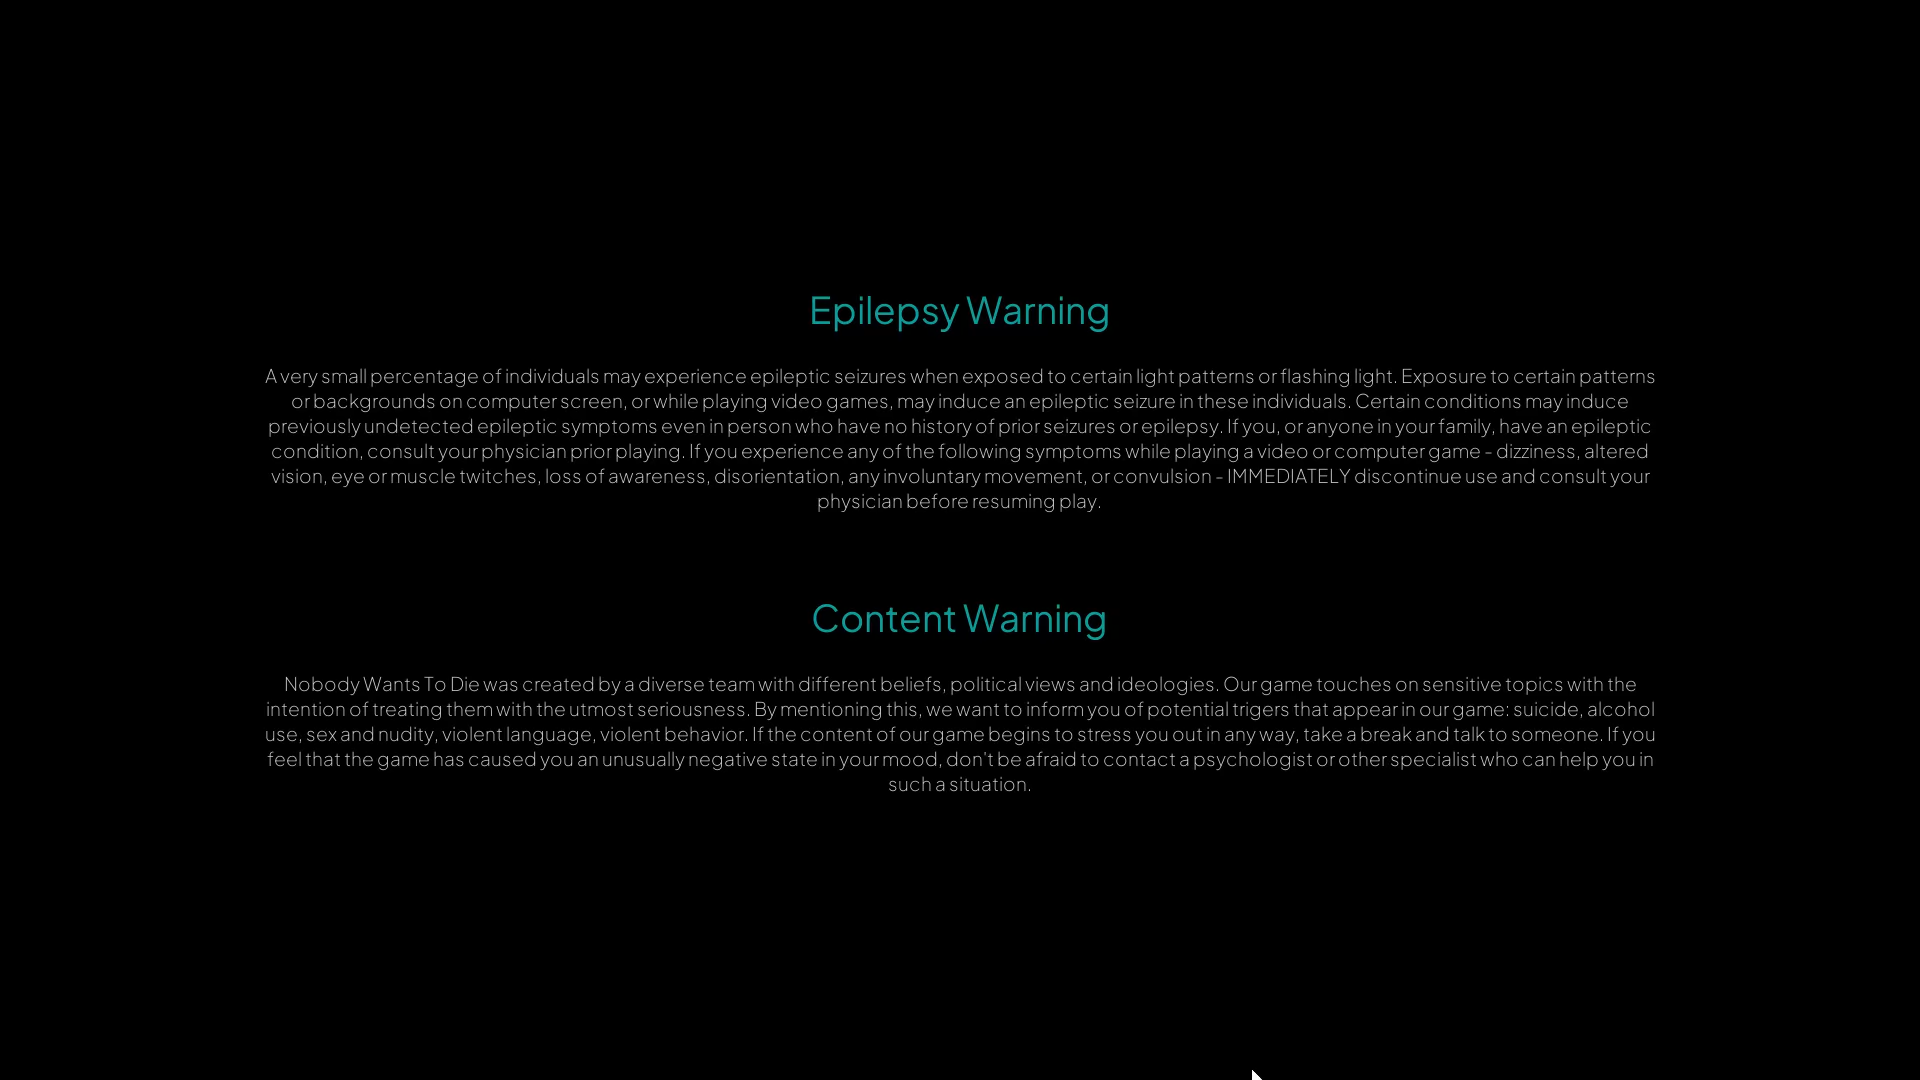 Epilepsy Warning
A very small percentage of individuals may experience epileptic seizures when exposed to certain light patterns or flashing light. Exposure to certain patterns
or backgrounds on computer screen, or while playing video games, may induce an epileptic seizure in these individuals. Certain conditions may induce
previously undetected epileptic symptoms even in person who have no history of prior seizures or epilepsy. If you, or anyone in your family, have an epileptic
condition, consult your physician prior playing. If you experience any of the following symptoms while playing a video or computer game - dizziness, altered
vision, eye or muscle twitches, loss of awareness, disorientation, any involuntary movement, or convulsion - IMMEDIATELY discontinue use and consult your
physician before resuming play.
Content Warning
Nobody Wants To Die was created by a diverse team with different beliefs, political views and ideologies. Our game touches on sensitive topics with the
intention of treating them with the utmost seriousness. By mentioning this, we want to inform you of potential trigers that appear in our game: suicide, alcohol
use, sex and nudity, violent language, violent behavior. If the content of our game begins to stress you out in any way, take a break and talk to someone. If you
feel that the game has caused you an unusually negative state in your mood, don't be afraid to contact a psychologist or other specialist who can help you in
such a situation.